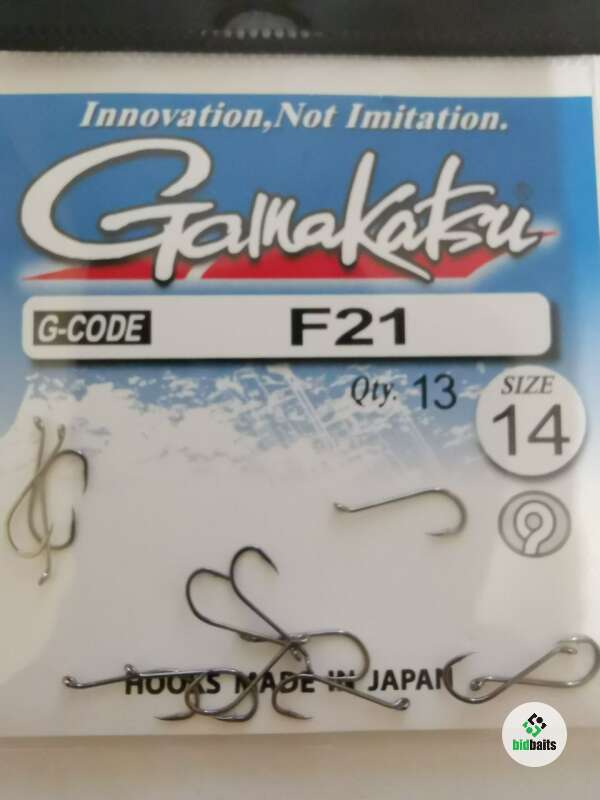 Innovation,Not Imitation.
Gamakatsu®
G-CODE F21
Qty. 13
SIZE
14
HOOKS MADE IN JAPAN
bidbaits